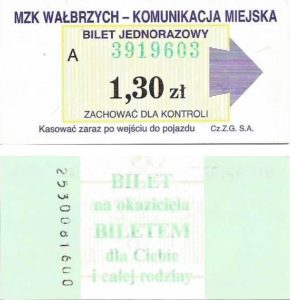 MZK WAŁBRZYCH – KOMUNIKACJA MIEJSKA
BILET JEDNORAZOWY
A 3919603
1,30 zł
ZACHOWAĆ DLA KONTROLI
Kasować zaraz po wejściu do pojazdu Cz.Z.G. S.A.
BILET
na okaziciela
BILETEM
dla Ciebie
i całej rodziny